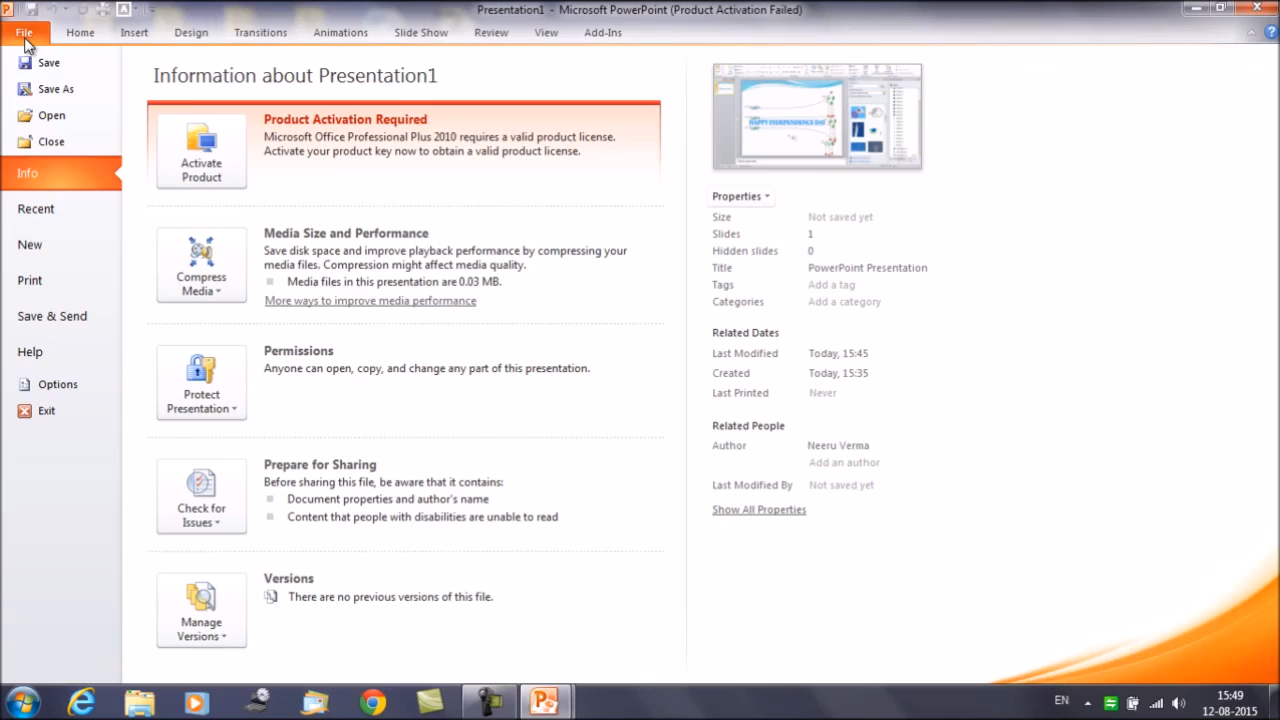 Presentation1 - Microsoft PowerPoint (Product Activation Failed)
File Home Insert Design Transitions Animations Slide Show Review View Add-Ins
Save
Save As
Open
Close
Info
Recent
New
Print
Save & Send
Help
Options
Exit
Information about Presentation1
Activate
Product
Product Activation Required
Microsoft Office Professional Plus 2010 requires a valid product license.
Activate your product key now to obtain a valid product license.
Compress
Media
Media Size and Performance
Save disk space and improve playback performance by compressing your
media files. Compression might affect media quality.
Media files in this presentation are 0.03 MB.
More ways to improve media performance
Protect
Presentation
Permissions
Anyone can open, copy, and change any part of this presentation.
Check for
Issues
Prepare for Sharing
Before sharing this file, be aware that it contains:
Document properties and author's name
Content that people with disabilities are unable to read
Manage
Versions
Versions
There are no previous versions of this file.
HAPPY INDEPENDENCE DAY
Properties
Size Not saved yet
Slides 1
Hidden slides 0
Title PowerPoint Presentation
Tags Add a tag
Categories Add a category
Related Dates
Last Modified Today, 15:45
Created Today, 15:35
Last Printed Never
Related People
Author Neeru Verma
Add an author
Last Modified By Not saved yet
Show All Properties
EN
15:49
12-08-2015